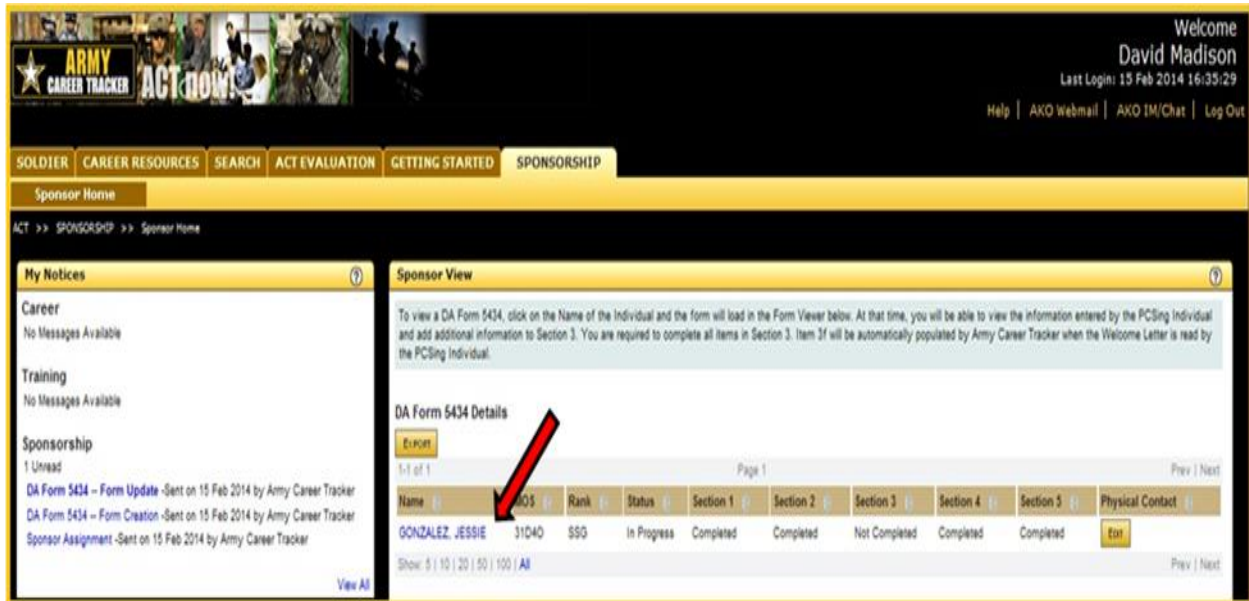 ARMY
CAREER TRACKER
ACT now!
Welcome
David Madison
Last Login: 15 Feb 2014 16:35:29
Help | AKO Webmail | AKO IM/Chat | Log Out
SOLDIER CAREER RESOURCES SEARCH ACT EVALUATION GETTING STARTED SPONSORSHIP
Sponsor Home
ACT >> SPONSORSHIP >> Sponsor Home
My Notices
Career
No Messages Available
Training
No Messages Available
Sponsorship
1 Unread
DA Form 5434 – Form Update -Sent on 15 Feb 2014 by Army Career Tracker
DA Form 5434 – Form Creation -Sent on 15 Feb 2014 by Army Career Tracker
Sponsor Assignment -Sent on 15 Feb 2014 by Army Career Tracker
View All
Sponsor View
To view a DA Form 5434, click on the Name of the Individual and the form will load in the Form Viewer below. At that time, you will be able to view the information entered by the PCSing Individual
and add additional information to Section 3. You are required to complete all items in Section 3. Item 3f will be automatically populated by Army Career Tracker when the Welcome Letter is read by
the PCSing Individual.
DA Form 5434 Details
EXPORT
1-1 of 1 Page 1 Prev | Next
Name MOS Rank Status Section 1 Section 2 Section 3 Section 4 Section 5 Physical Contact
GONZALEZ, JESSIE 31D4O SSG In Progress Completed Completed Not Completed Completed Completed EDIT
Show: 5 | 10 | 20 | 50 | 100 | All Prev | Next